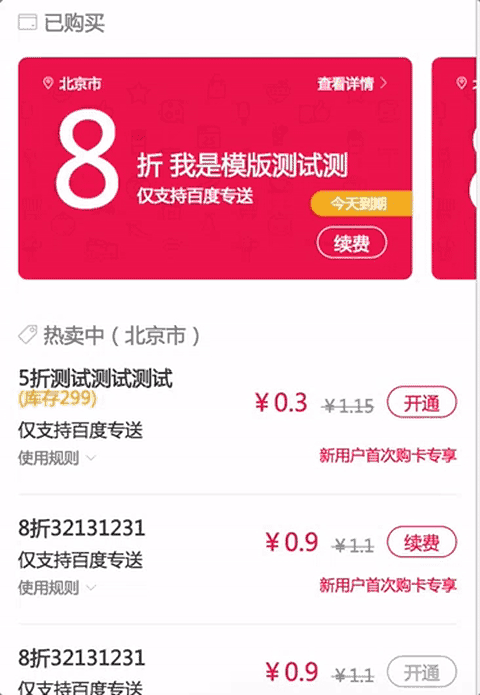 已购买
北京市
查看详情
8折 我是模版测试测
仅支持百度专送
今天到期
续费
热卖中（北京市）
5折测试测试测试
(库存299)
¥0.3 ¥1.15 开通
仅支持百度专送
使用规则
新用户首次购卡专享
8折32131231
¥0.9 ¥1.1 续费
仅支持百度专送
使用规则
新用户首次购卡专享
8折32131231
¥0.9 ¥1.1 开通
仅支持百度专送